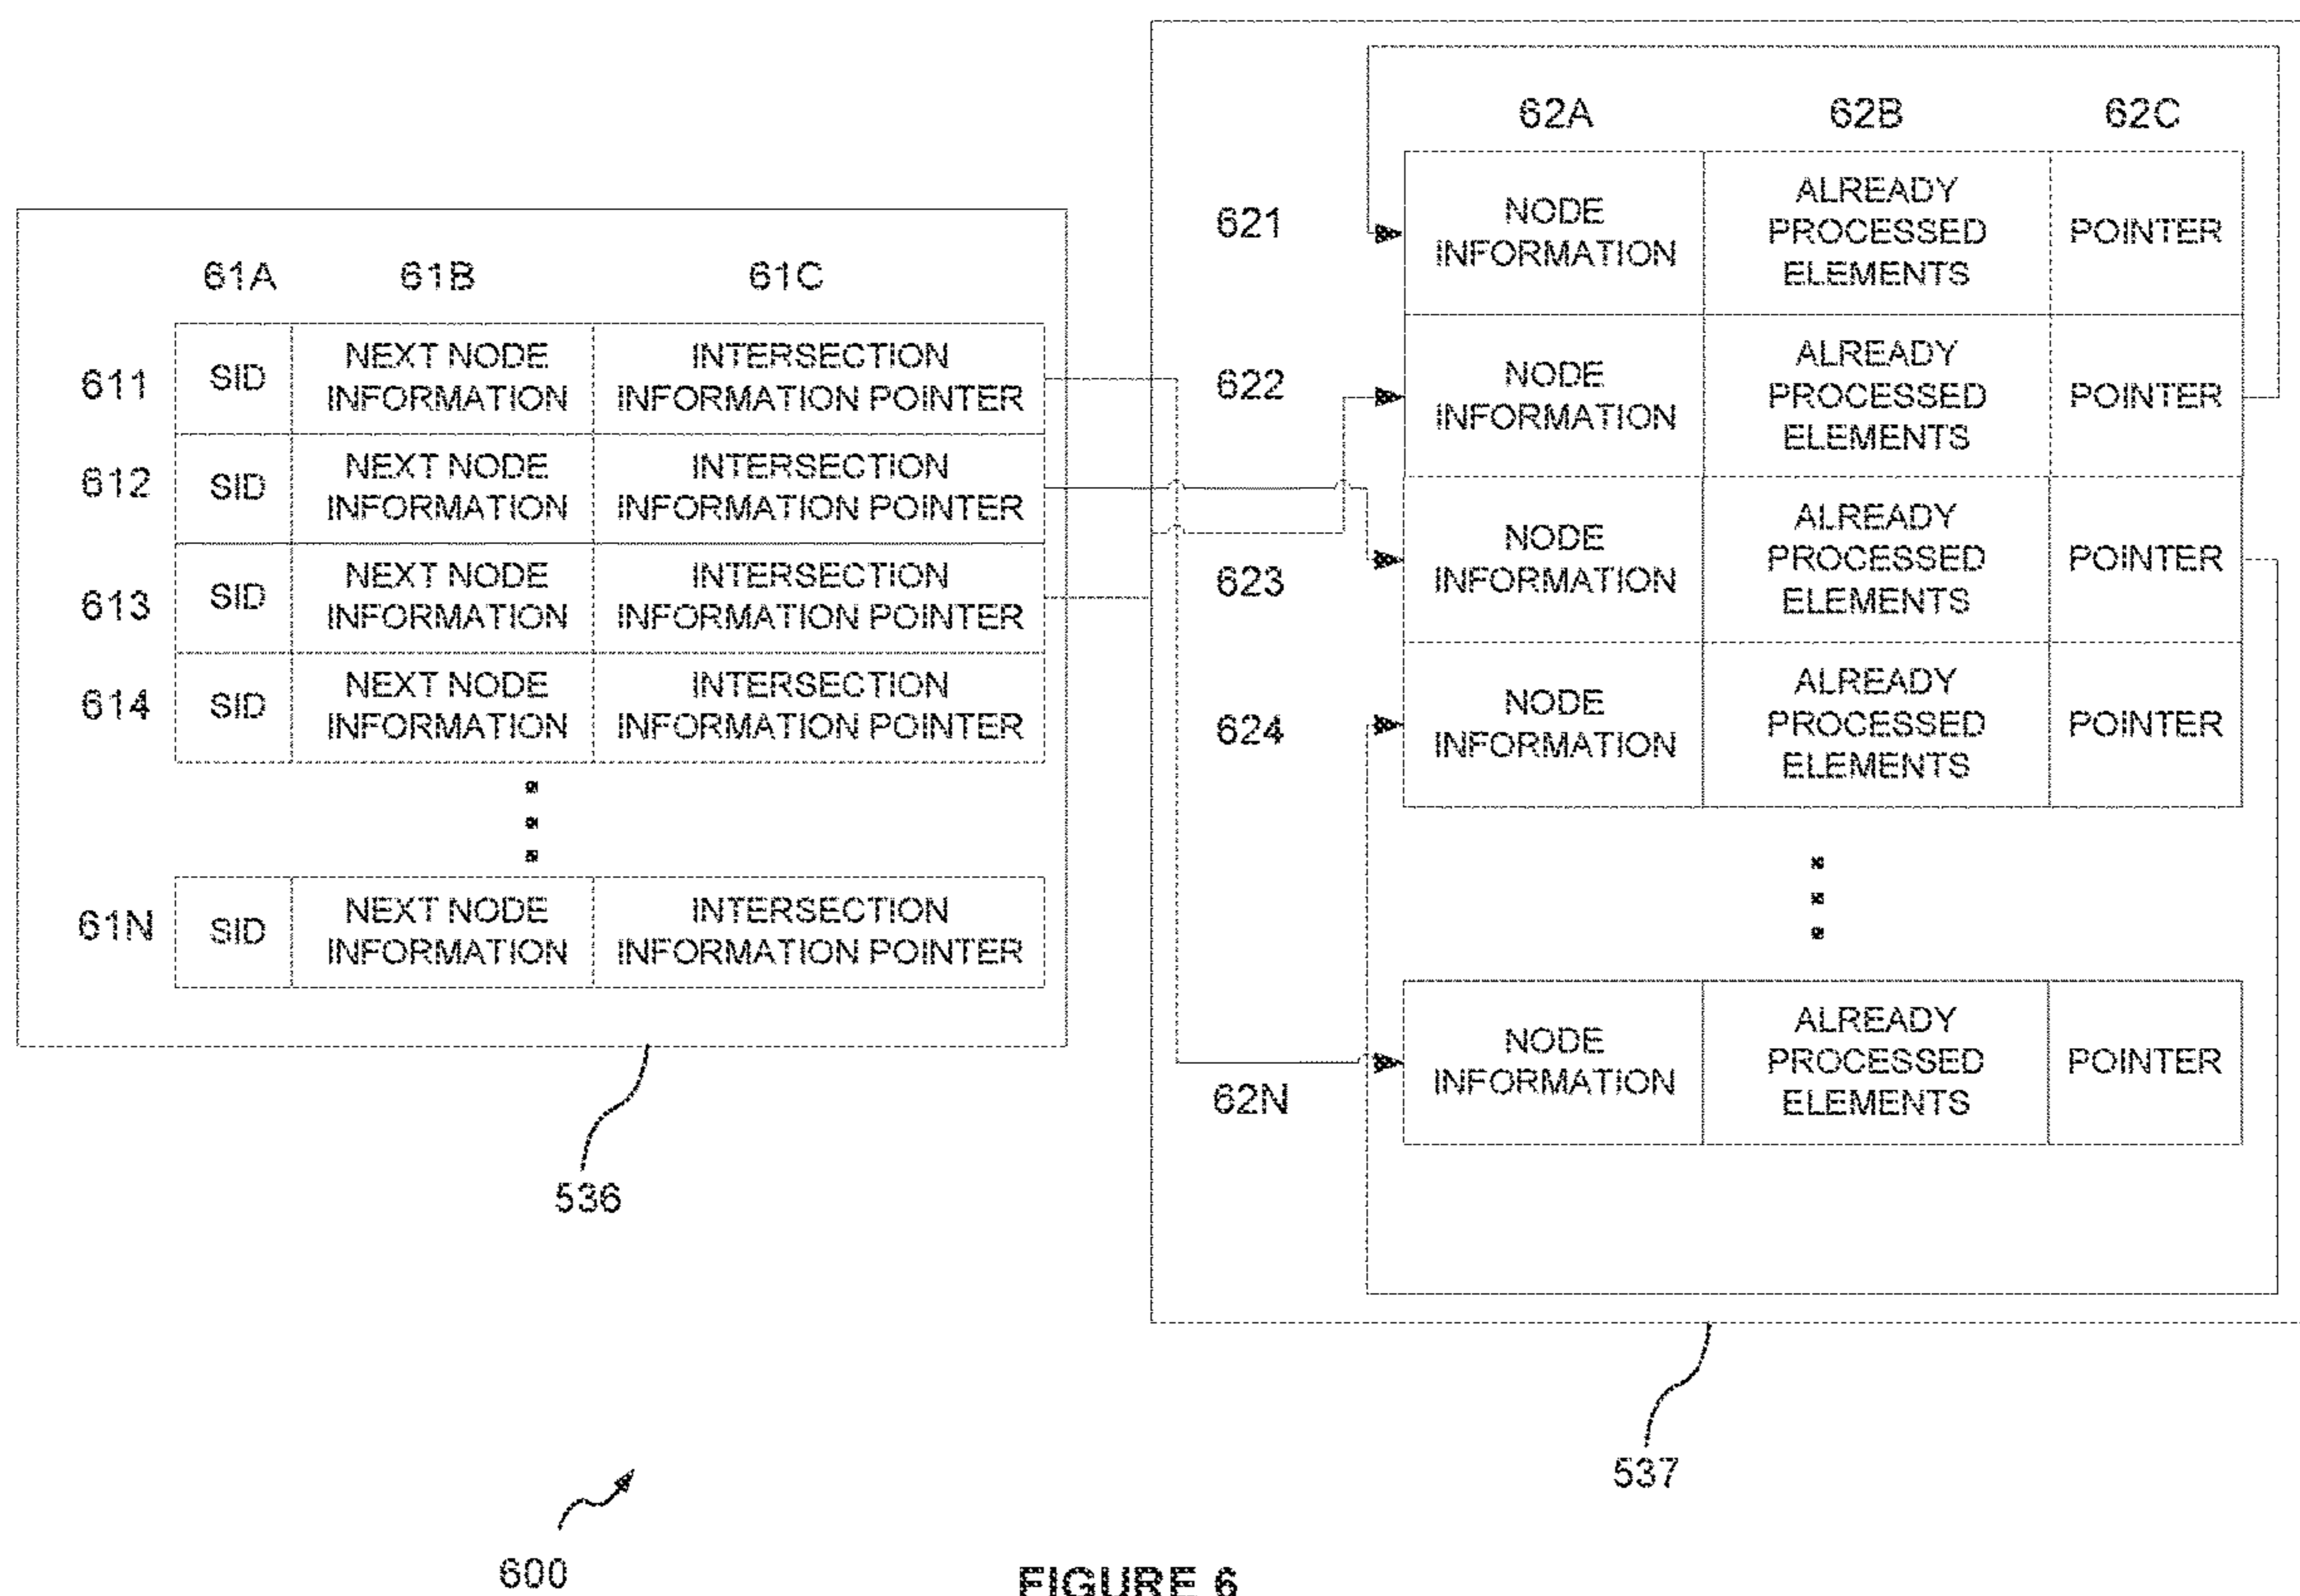 61A 61B 61C
611 SID NEXT NODE INFORMATION INTERSECTION INFORMATION POINTER
612 SID NEXT NODE INFORMATION INTERSECTION INFORMATION POINTER
613 SID NEXT NODE INFORMATION INTERSECTION INFORMATION POINTER
614 SID NEXT NODE INFORMATION INTERSECTION INFORMATION POINTER
61N SID NEXT NODE INFORMATION INTERSECTION INFORMATION POINTER
536
62A 62B 62C
621 NODE INFORMATION ALREADY PROCESSED ELEMENTS POINTER
622 NODE INFORMATION ALREADY PROCESSED ELEMENTS POINTER
623 NODE INFORMATION ALREADY PROCESSED ELEMENTS POINTER
624 NODE INFORMATION ALREADY PROCESSED ELEMENTS POINTER
62N NODE INFORMATION ALREADY PROCESSED ELEMENTS POINTER
537
600
FIGURE 6